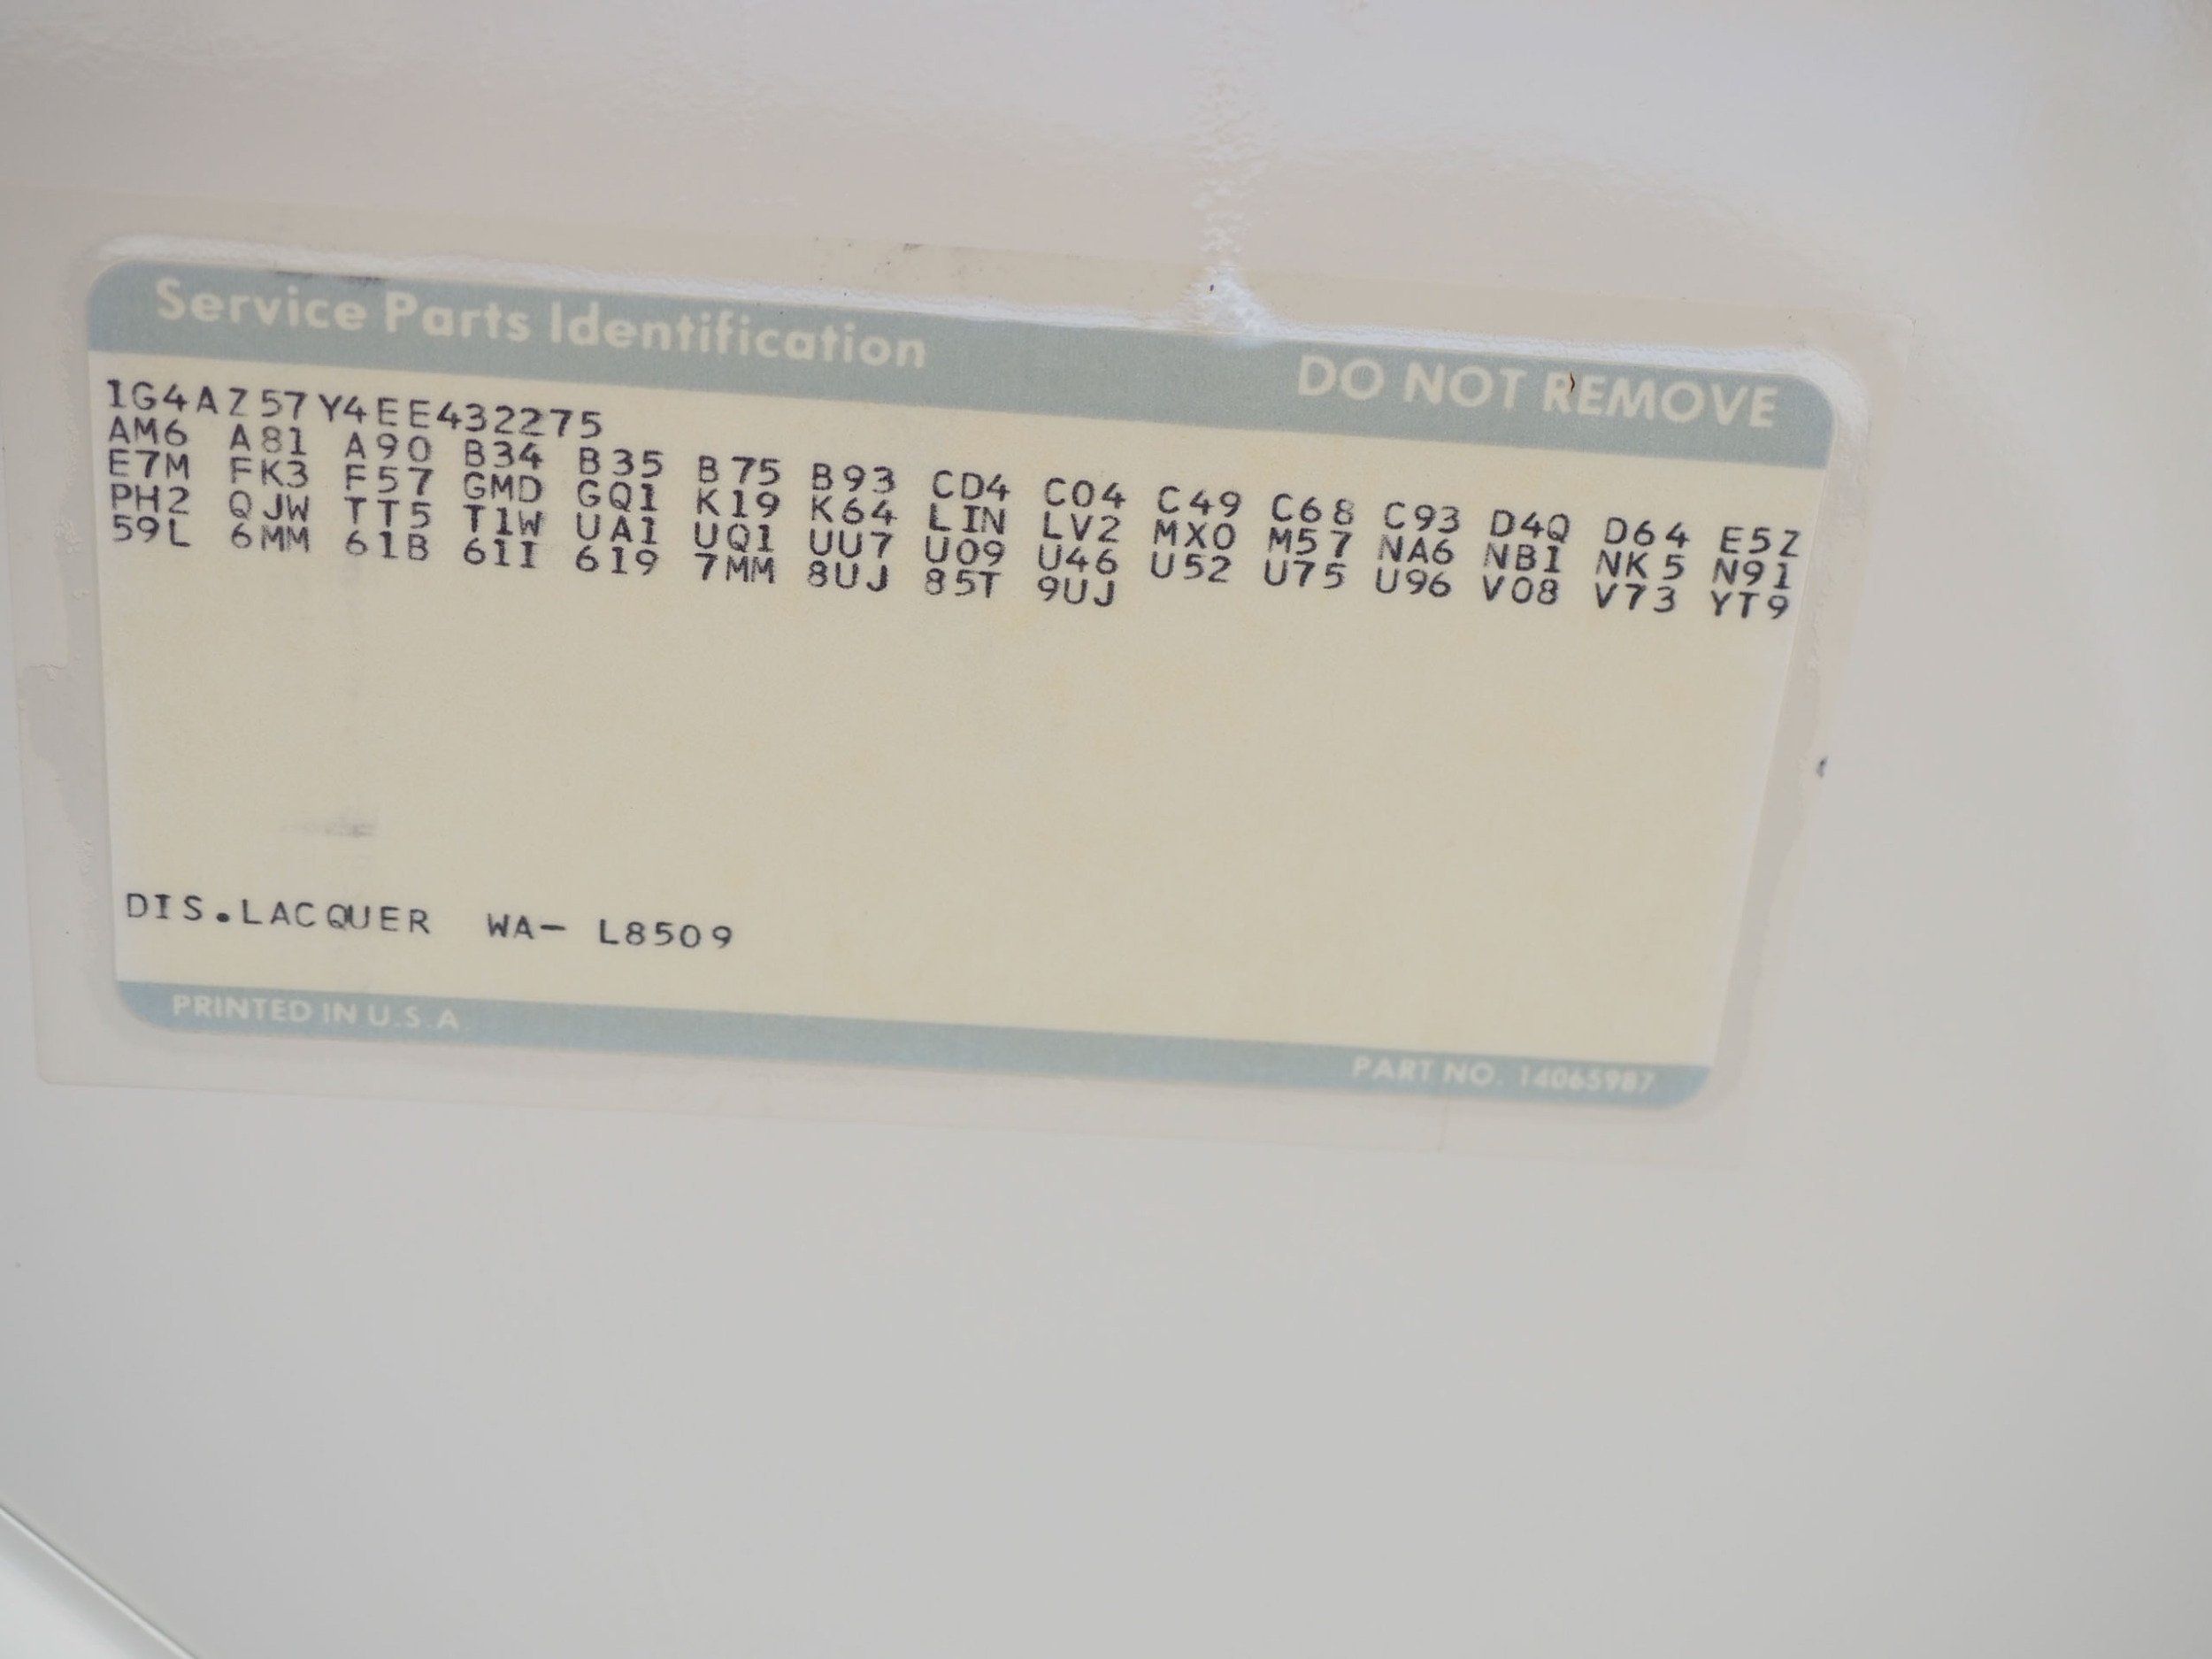 Service Parts Identification DO NOT REMOVE
1G4AZ57Y4EE432275
AM6 A81 A90 B34 B35 B75 B93 CD4 C04 C49 C68 C93 D4Q D64 E5Z
E7M FK3 F57 GMD GQ1 K19 K64 LIN LV2 MX0 M57 NA6 NB1 NK5 N91
PH2 QJW TT5 T1W UA1 UQ1 UU7 U09 U46 U52 U75 U96 V08 V73 YT9
59L 6MM 61B 61I 619 7MM 8UJ 85T 9UJ
DIS.LACQUER WA- L8509
PRINTED IN U.S.A.
PART NO. 14065987